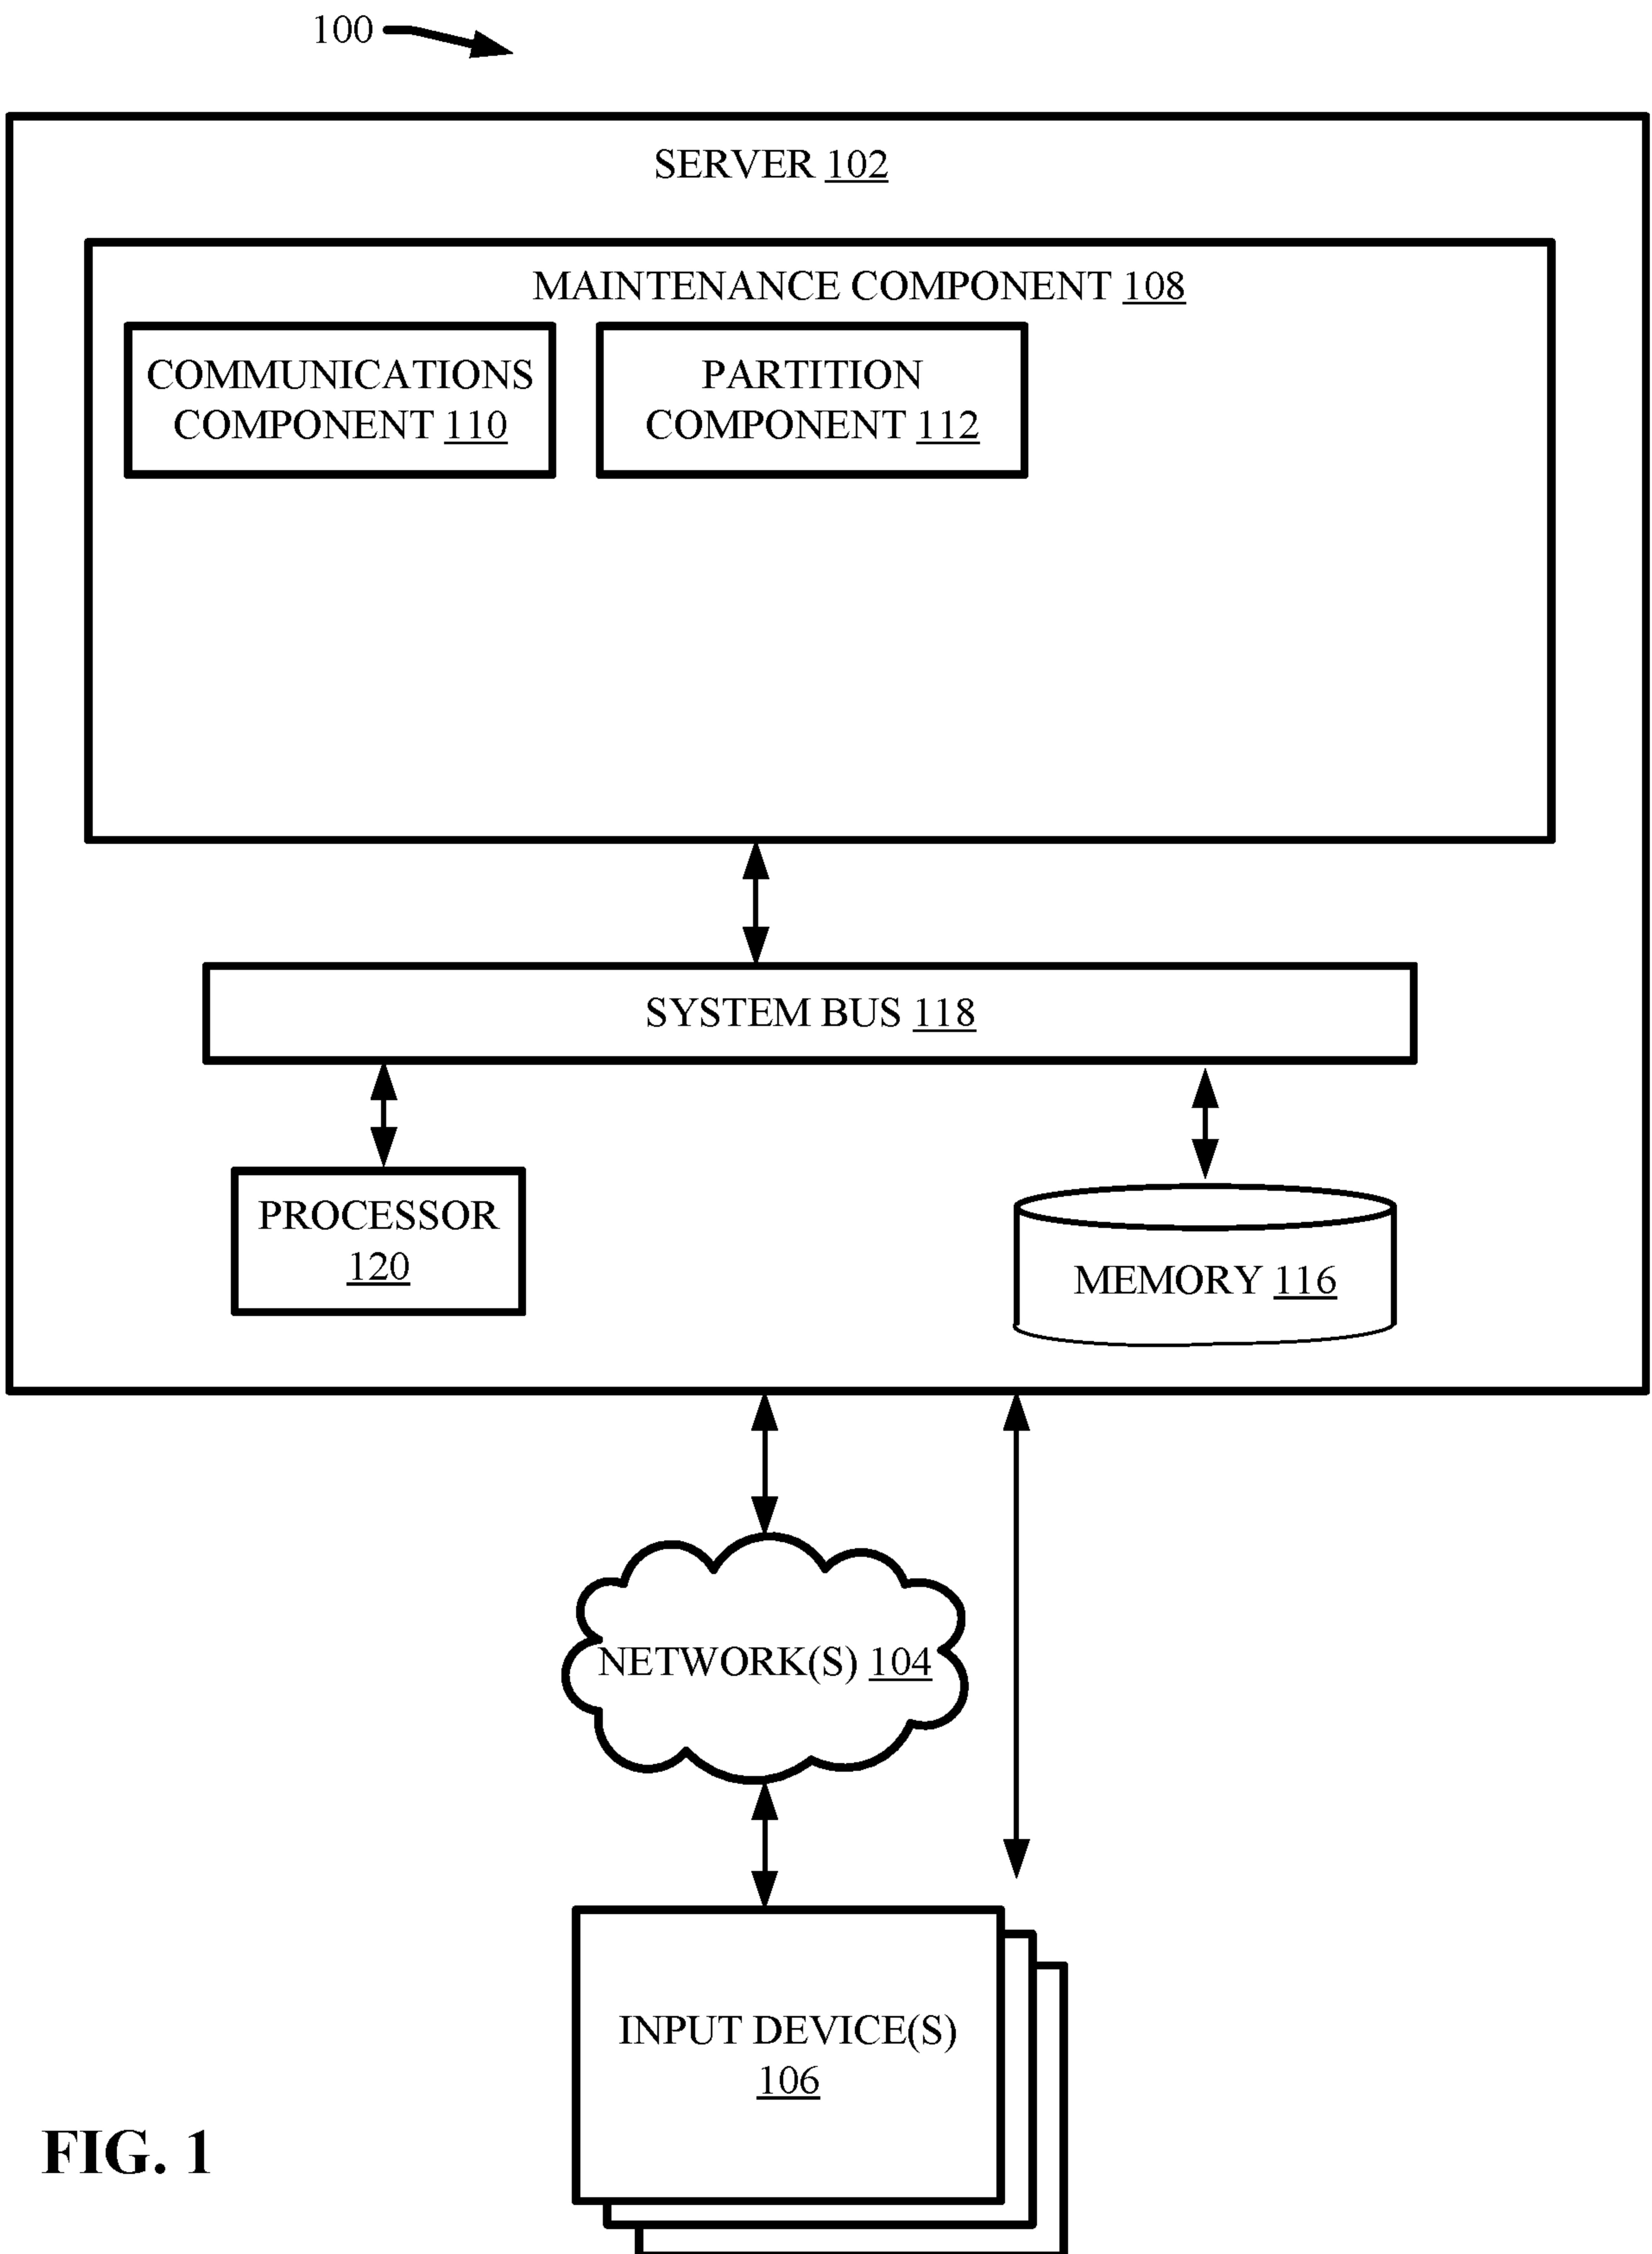 100
SERVER 102
MAINTENANCE COMPONENT 108
COMMUNICATIONS
COMPONENT 110
PARTITION
COMPONENT 112
SYSTEM BUS 118
PROCESSOR
120
MEMORY 116
NETWORK(S) 104
INPUT DEVICE(S)
106
FIG. 1